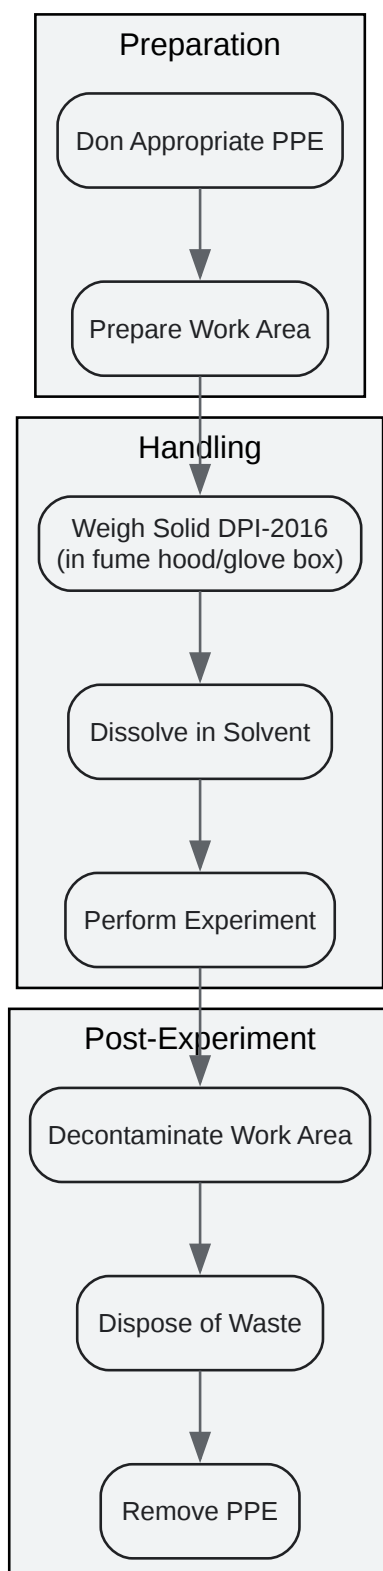 Preparation
Don Appropriate PPE
Prepare Work Area
Handling
Weigh Solid DPI-2016
(in fume hood/glove box)
Dissolve in Solvent
Perform Experiment
Post-Experiment
Decontaminate Work Area
Dispose of Waste
Remove PPE